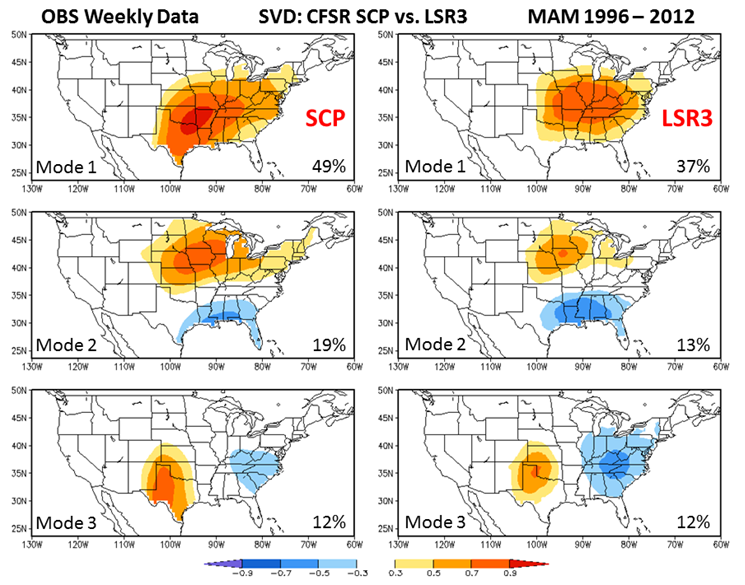 OBS Weekly Data SVD: CFSR SCP vs. LSR3 MAM 1996 – 2012
50N 50N
45N 45N
40N 40N
35N SCP 35N LSR3
30N 30N
25N Mode 1 49% 25N Mode 1 37%
130W 120W 110W 100W 90W 80W 70W 60W 130W 120W 110W 100W 90W 80W 70W 60W
50N 50N
45N 45N
40N 40N
35N 35N
30N 30N
25N Mode 2 19% 25N Mode 2 13%
130W 120W 110W 100W 90W 80W 70W 60W 130W 120W 110W 100W 90W 80W 70W 60W
50N 50N
45N 45N
40N 40N
35N 35N
30N 30N
25N Mode 3 12% 25N Mode 3 12%
130W 120W 110W 100W 90W 80W 70W 60W 130W 120W 110W 100W 90W 80W 70W 60W
−0.9 −0.7 −0.5 −0.3 0.3 0.5 0.7 0.9